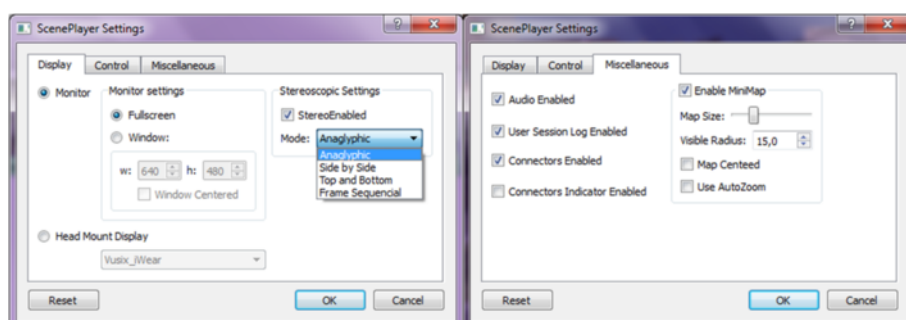 ScenePlayer Settings
Display Control Miscellaneous
Monitor
Monitor settings
Fullscreen
Window:
w: 640 h: 480
Window Centered
Stereoscopic Settings
StereoEnabled
Mode: Anaglyphic
Anaglyphic
Side by Side
Top and Bottom
Frame Sequencial
Head Mount Display
Vusix_iWear
Reset OK Cancel
ScenePlayer Settings
Display Control Miscellaneous
Audio Enabled
User Session Log Enabled
Connectors Enabled
Connectors Indicator Enabled
Enable MiniMap
Map Size:
Visible Radius: 15,0
Map Centeed
Use AutoZoom
Reset OK Cancel